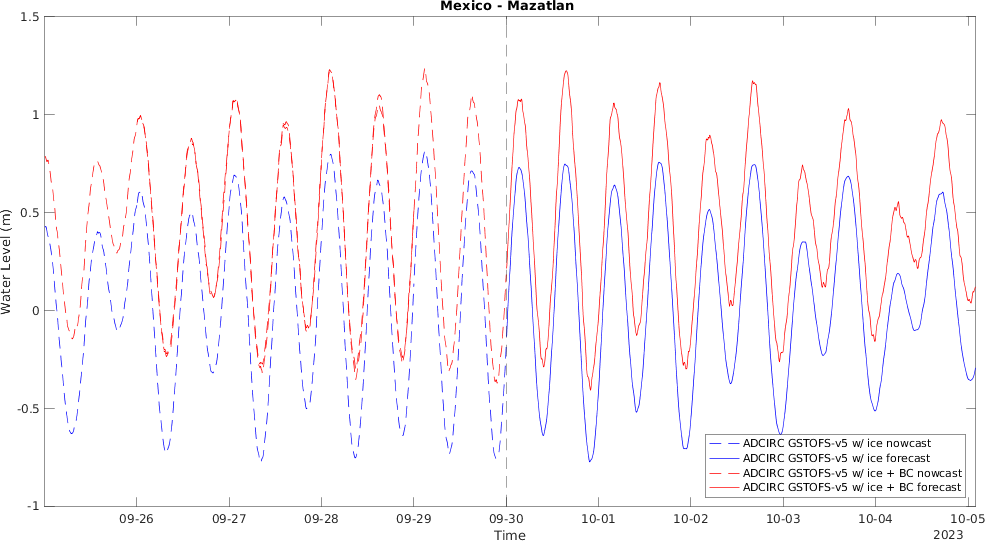 Mexico - Mazatlan
1.5
1
0.5
0
-0.5
-1
Water Level (m)
09-26
09-27
09-28
09-29
09-30
10-01
10-02
10-03
10-04
10-05
Time
2023
ADCIRC GSTOFS-v5 w/ ice nowcast
ADCIRC GSTOFS-v5 w/ ice forecast
ADCIRC GSTOFS-v5 w/ ice + BC nowcast
ADCIRC GSTOFS-v5 w/ ice + BC forecast